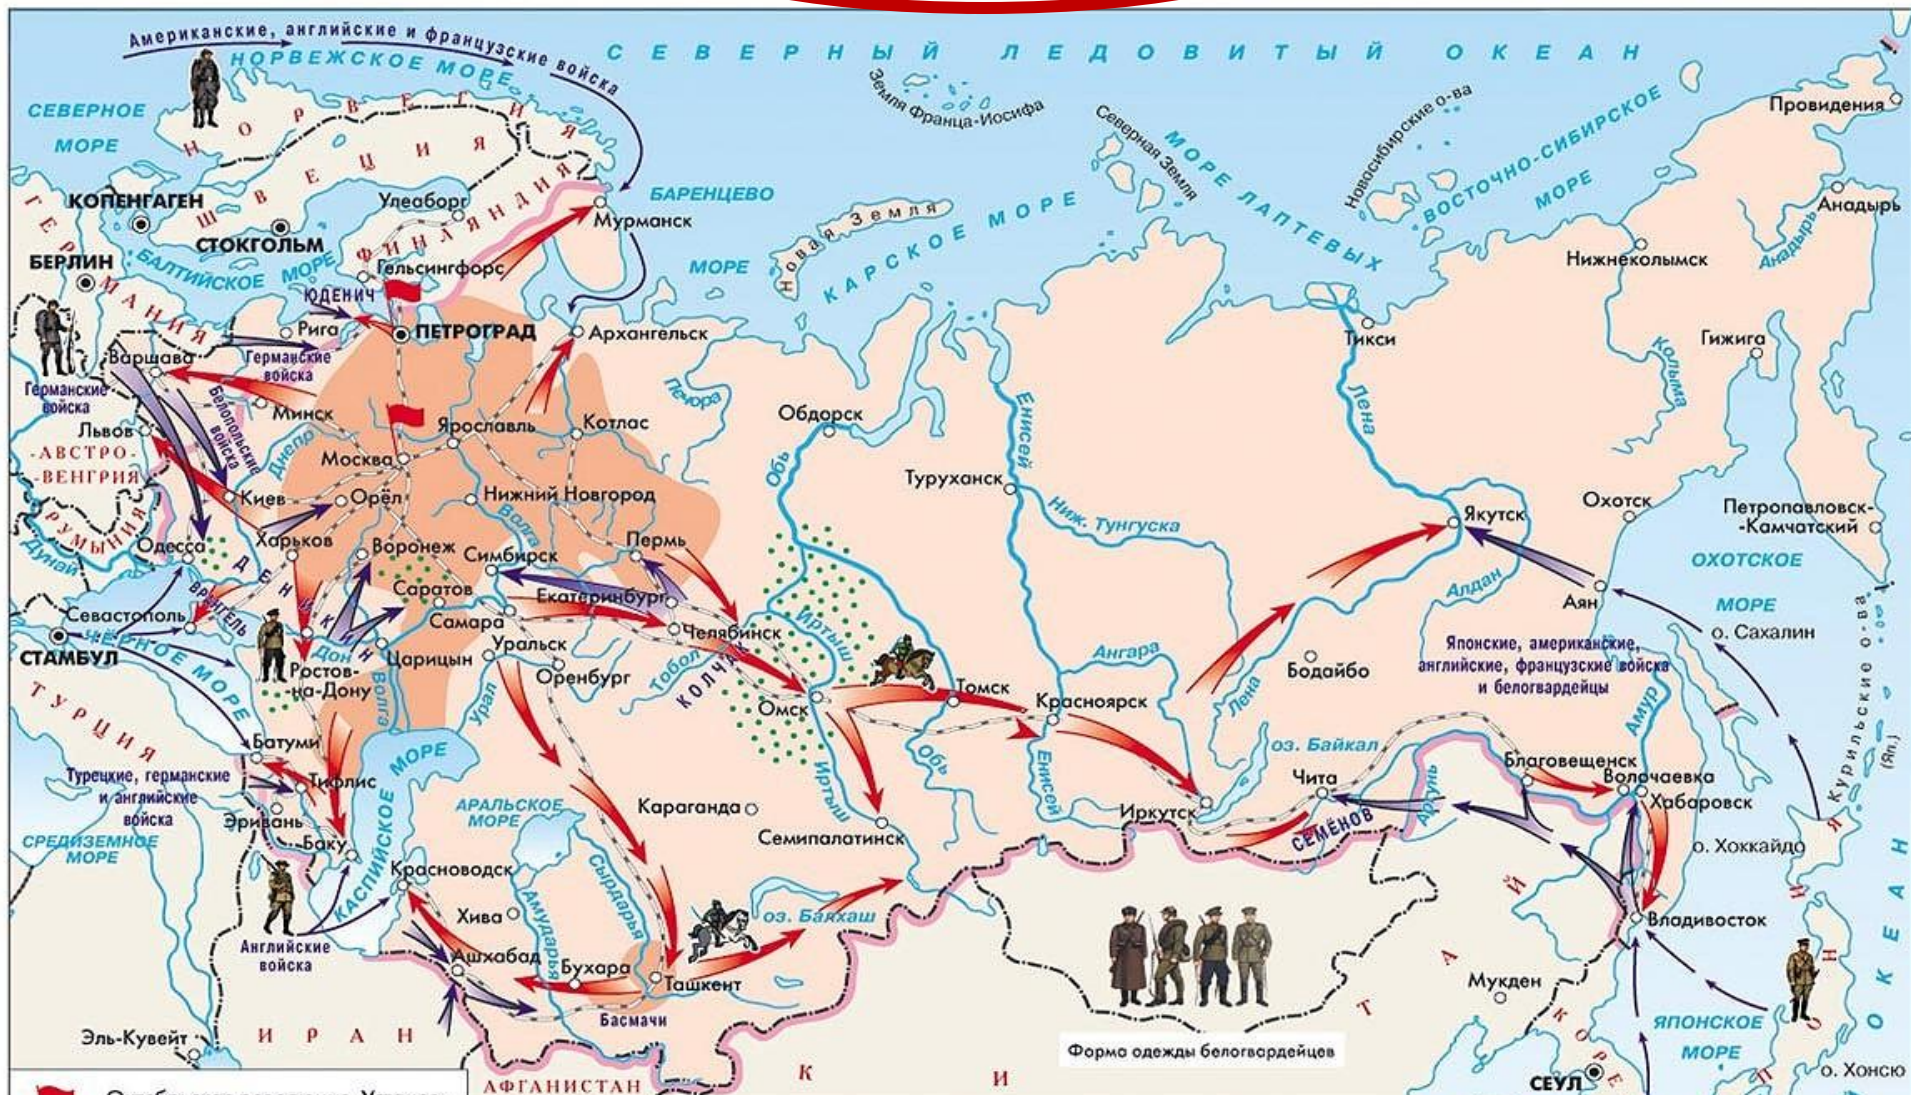 Американские, английские и французские войска
СЕВЕРНЫЙ ЛЕДОВИТЫЙ ОКЕАН
НОРВЕЖСКОЕ МОРЕ
СЕВЕРНОЕ
МОРЕ
НОРВЕГИЯ
ШВЕЦИЯ
ФИНЛЯНДИЯ
ГЕРМАНИЯ
КОПЕНГАГЕН
СТОКГОЛЬМ
БЕРЛИН
БАЛТИЙСКОЕ МОРЕ
Улеаборг
Гельсингфорс
ЮДЕНИЧ
Мурманск
БАРЕНЦЕВО
МОРЕ
Земля Франца-Иосифа
Новая Земля
КАРСКОЕ МОРЕ
Северная Земля
МОРЕ ЛАПТЕВЫХ
Новосибирские о-ва
ВОСТОЧНО-СИБИРСКОЕ
МОРЕ
Провидения
Анадырь
Анадырь
Нижнеколымск
Колыма
Гижига
Тикси
Лена
Рига
ПЕТРОГРАД
Архангельск
Германские
войска
Варшава
Германские
войска
Белопольские
войска
Минск
Львов
-АВСТРО-
-ВЕНГРИЯ
РУМЫНИЯ
Дунай
Днепр
Москва
Ярославль
Котлас
Печора
Обдорск
Обь
Енисей
Туруханск
Ниж. Тунгуска
Якутск
Охотск
Петропавловск-
-Камчатский
ОХОТСКОЕ
МОРЕ
Киев
Орёл
Нижний Новгород
Волга
Одесса
Харьков
Воронеж
Симбирск
Пермь
ДЕНИКИН
ВРАНГЕЛЬ
Саратов
Екатеринбург
Самара
Челябинск
Севастополь
СТАМБУЛ
ЧЁРНОЕ МОРЕ
Дон
Ростов-
-на-Дону
Царицын
Волга
Уральск
Оренбург
Урал
Тобол
КОЛЧАК
Иртыш
Омск
Томск
Красноярск
Ангара
Лена
Бодайбо
Алдан
Аян
о. Сахалин
Японские, американские,
английские, французские войска
и белогвардейцы
Амур
Курильские о-ва
(Яп.)
ТУРЦИЯ
Батуми
Тифлис
Турецкие, германские
и английские
войска
Эривань
Баку
СРЕДИЗЕМНОЕ
МОРЕ
КАСПИЙСКОЕ МОРЕ
АРАЛЬСКОЕ
МОРЕ
Караганда
Семипалатинск
Иртыш
Обь
Енисей
Иркутск
оз. Байкал
Чита
СЕМЁНОВ
Аргунь
Благовещенск
Волочаевка
Хабаровск
о. Хоккайдо
Владивосток
Красноводск
Хива
Амударья
Сырдарья
оз. Балхаш
Английские
войска
Ашхабад
Бухара
Ташкент
Басмачи
Эль-Кувейт
ИРАН
АФГАНИСТАН
КИТАЙ
Форма одежды белогвардейцев
Мукден
КОРЕЯ
СЕУЛ
ЯПОНСКОЕ
МОРЕ
ЯПОНИЯ
о. Хонсю
ОКЕАН